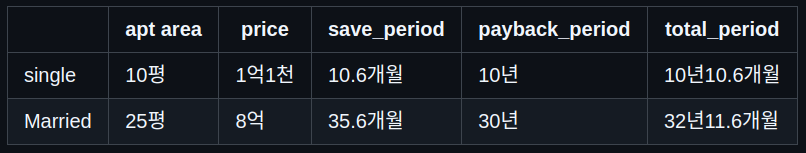 apt area price save_period payback_period total_period
single 10평 1억1천 10.6개월 10년 10년10.6개월
Married 25평 8억 35.6개월 30년 32년11.6개월